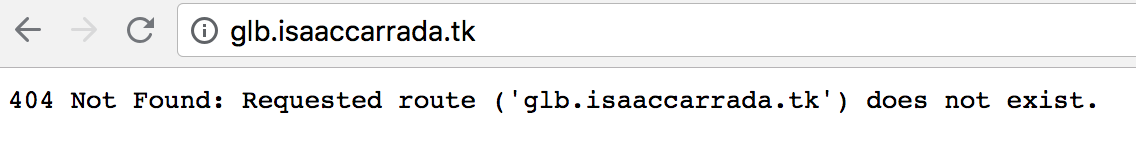 glb.isaaccarrada.tk
404 Not Found: Requested route ('glb.isaaccarrada.tk') does not exist.